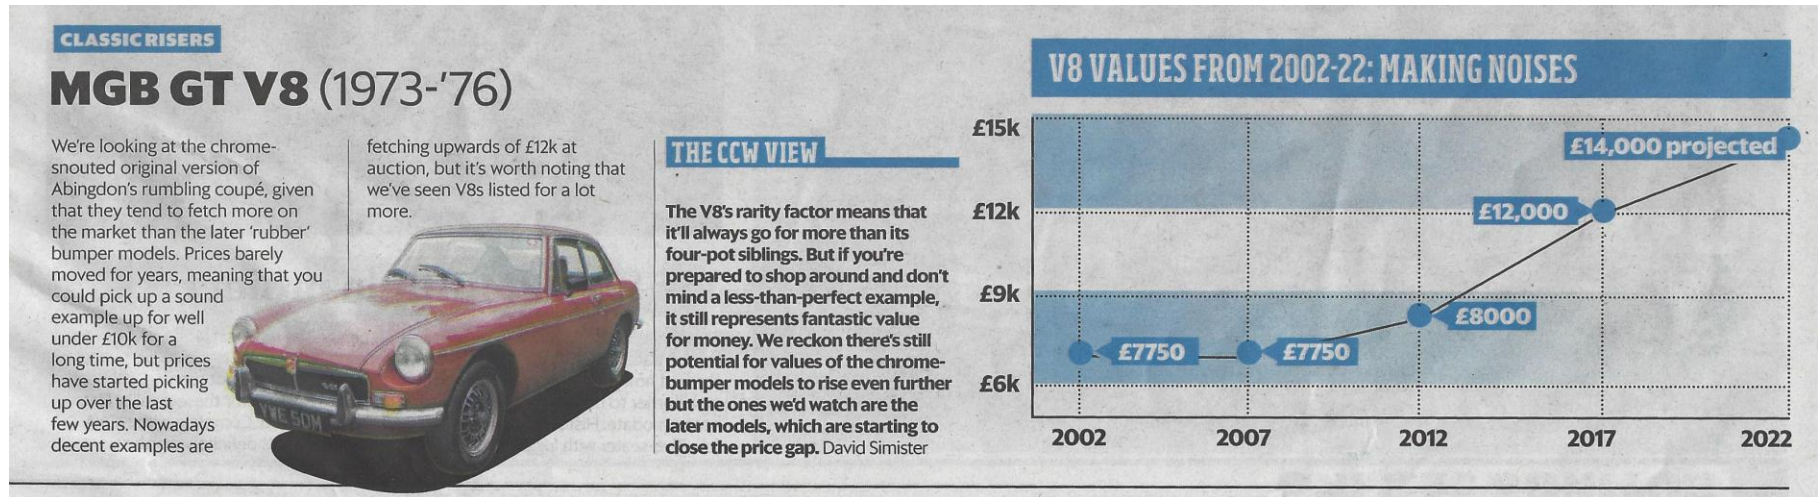 CLASSIC RISERS
MGB GT V8 (1973-'76)
We're looking at the chrome-
snouted original version of
Abingdon's rumbling coupé, given
that they tend to fetch more on
the market than the later 'rubber'
bumper models. Prices barely
moved for years, meaning that you
could pick up a sound
example up for well
under £10k for a
long time, but prices
have started picking
up over the last
few years. Nowadays
decent examples are
fetching upwards of £12k at
auction, but it's worth noting that
we've seen V8s listed for a lot
more.
VWE 50M
THE CCW VIEW
The V8's rarity factor means that
it'll always go for more than its
four-pot siblings. But if you're
prepared to shop around and don't
mind a less-than-perfect example,
it still represents fantastic value
for money. We reckon there's still
potential for values of the chrome-
bumper models to rise even further
but the ones we'd watch are the
later models, which are starting to
close the price gap. David Simister
V8 VALUES FROM 2002-22: MAKING NOISES
£15k
£14,000 projected
£12k
£12,000
£9k
£8000
£7750
£7750
£6k
2002
2007
2012
2017
2022